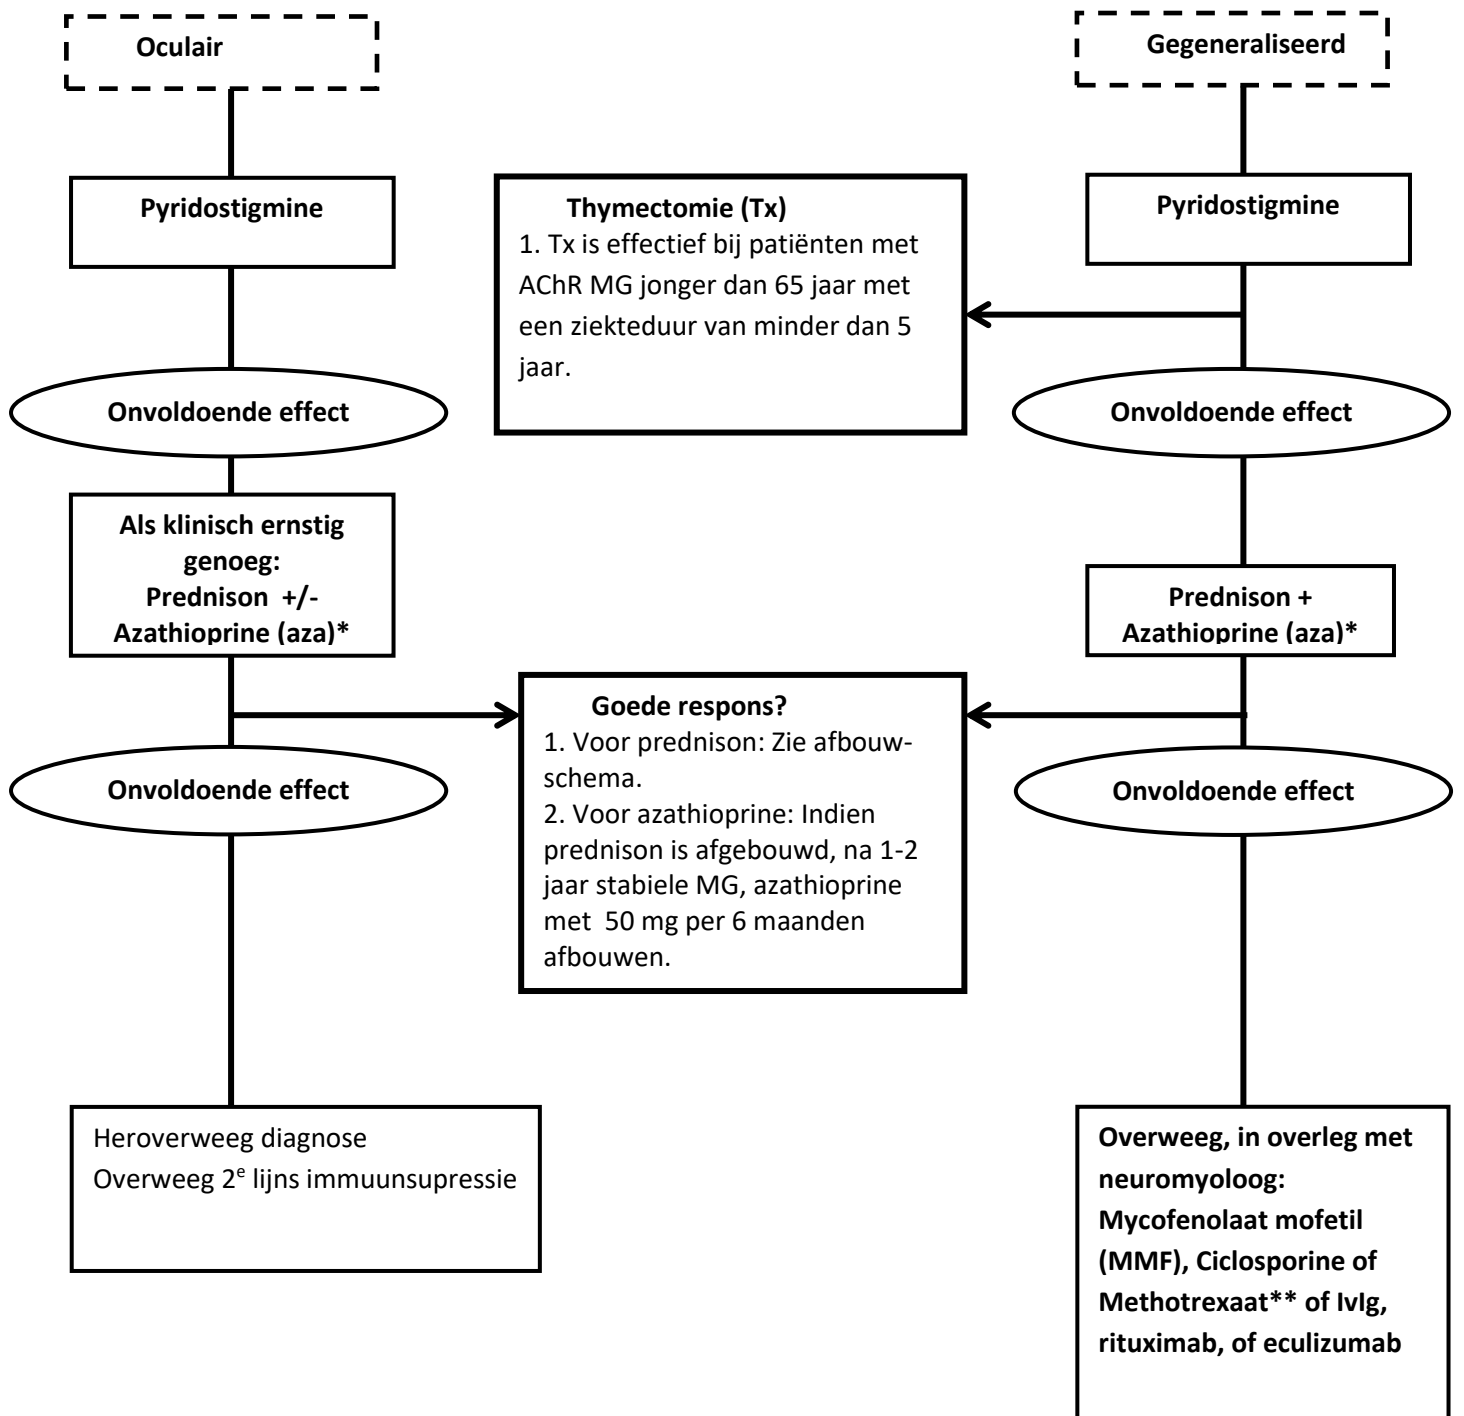 Oculair
Gegeneraliseerd
Pyridostigmine
Thymectomie (Tx)
1. Tx is effectief bij patiënten met
AChR MG jonger dan 65 jaar met
een ziekteduur van minder dan 5
jaar.
Pyridostigmine
Onvoldoende effect
Onvoldoende effect
Als klinisch ernstig
genoeg:
Prednison +/-
Azathioprine (aza)*
Prednison +
Azathioprine (aza)*
Goede respons?
1. Voor prednison: Zie afbouw-
schema.
2. Voor azathioprine: Indien
prednison is afgebouwd, na 1-2
jaar stabiele MG, azathioprine
met 50 mg per 6 maanden
afbouwen.
Onvoldoende effect
Onvoldoende effect
Heroverweeg diagnose
Overweeg 2e lijns immuunsupressie
Overweeg, in overleg met
neuromyoloog:
Mycofenolaat mofetil
(MMF), Ciclosporine of
Methotrexaat** of IvIg,
rituximab, of eculizumab